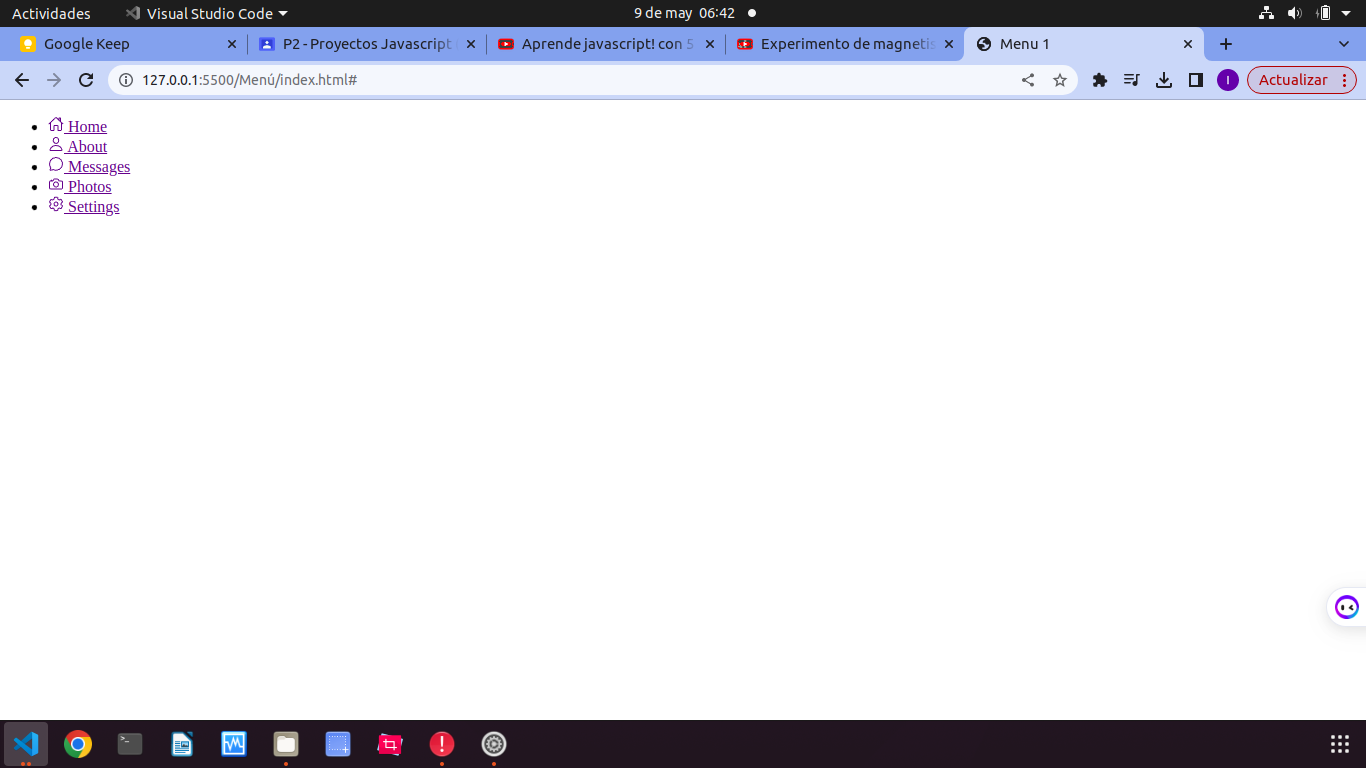 Actividades Visual Studio Code 9 de may 06:42
Google Keep P2 - Proyectos Javascript Aprende javascript! con 5 Experimento de magnetis Menu 1
127.0.0.1:5500/Menú/index.html# I Actualizar
Home
About
Messages
Photos
Settings